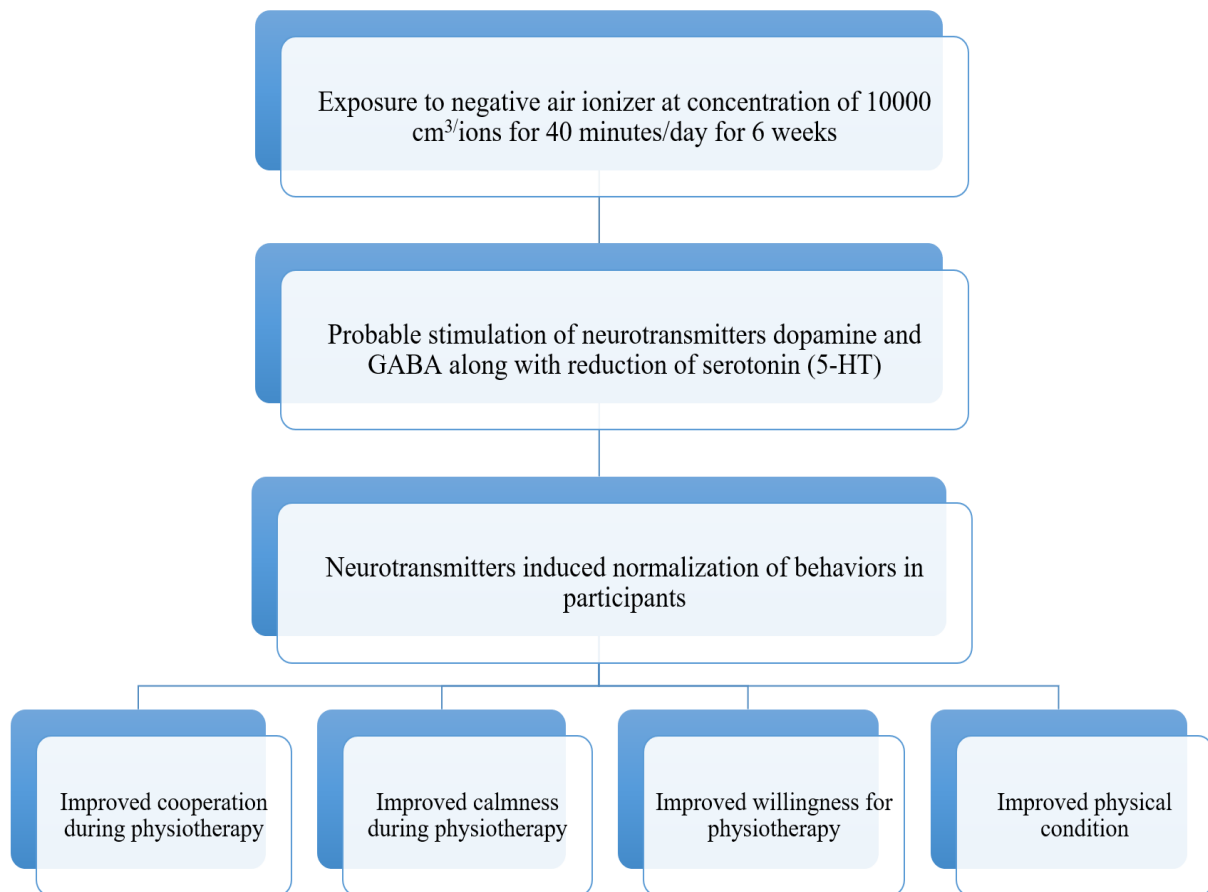 Exposure to negative air ionizer at concentration of 10000
cm³/ions for 40 minutes/day for 6 weeks
Probable stimulation of neurotransmitters dopamine and
GABA along with reduction of serotonin (5-HT)
Neurotransmitters induced normalization of behaviors in
participants
Improved cooperation
during physiotherapy
Improved calmness
during physiotherapy
Improved willingness for
physiotherapy
Improved physical
condition